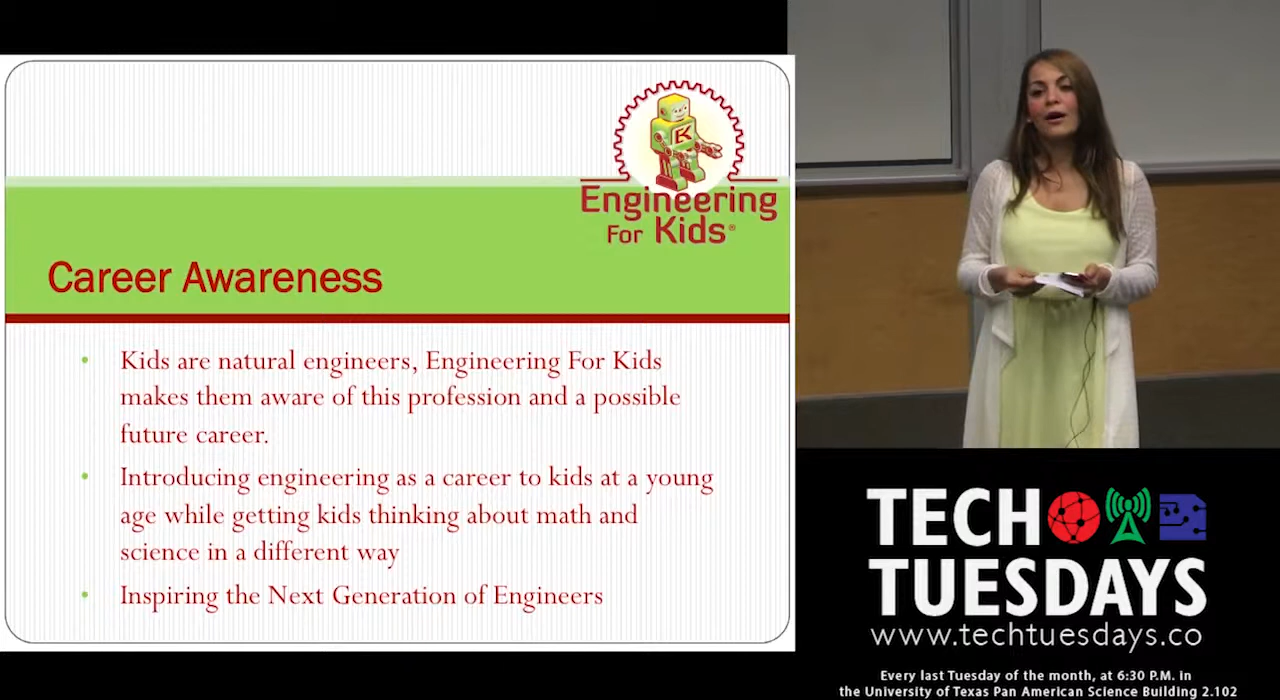 EK
Engineering
For Kids®
Career Awareness
• Kids are natural engineers, Engineering For Kids
makes them aware of this profession and a possible
future career.
• Introducing engineering as a career to kids at a young
age while getting kids thinking about math and
science in a different way
• Inspiring the Next Generation of Engineers
TECH
TUESDAYS
www.techtuesdays.co
Every last Tuesday of the month, at 6:30 P.M. in
the University of Texas Pan American Science Building 2.102